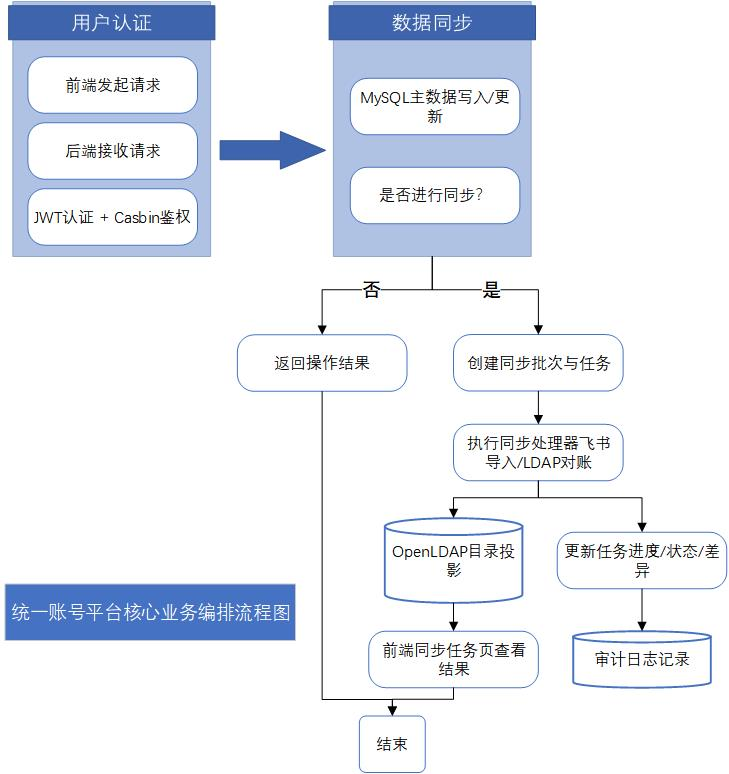 用户认证
数据同步
前端发起请求
后端接收请求
JWT认证 + Casbin鉴权
MySQL主数据写入/更
新
是否进行同步?
否
是
返回操作结果
创建同步批次与任务
执行同步处理器飞书
导入/LDAP对账
OpenLDAP目录投
影
更新任务进度/状态/差
异
统一账号平台核心业务编排流程图
前端同步任务页查看
结果
审计日志记录
结束